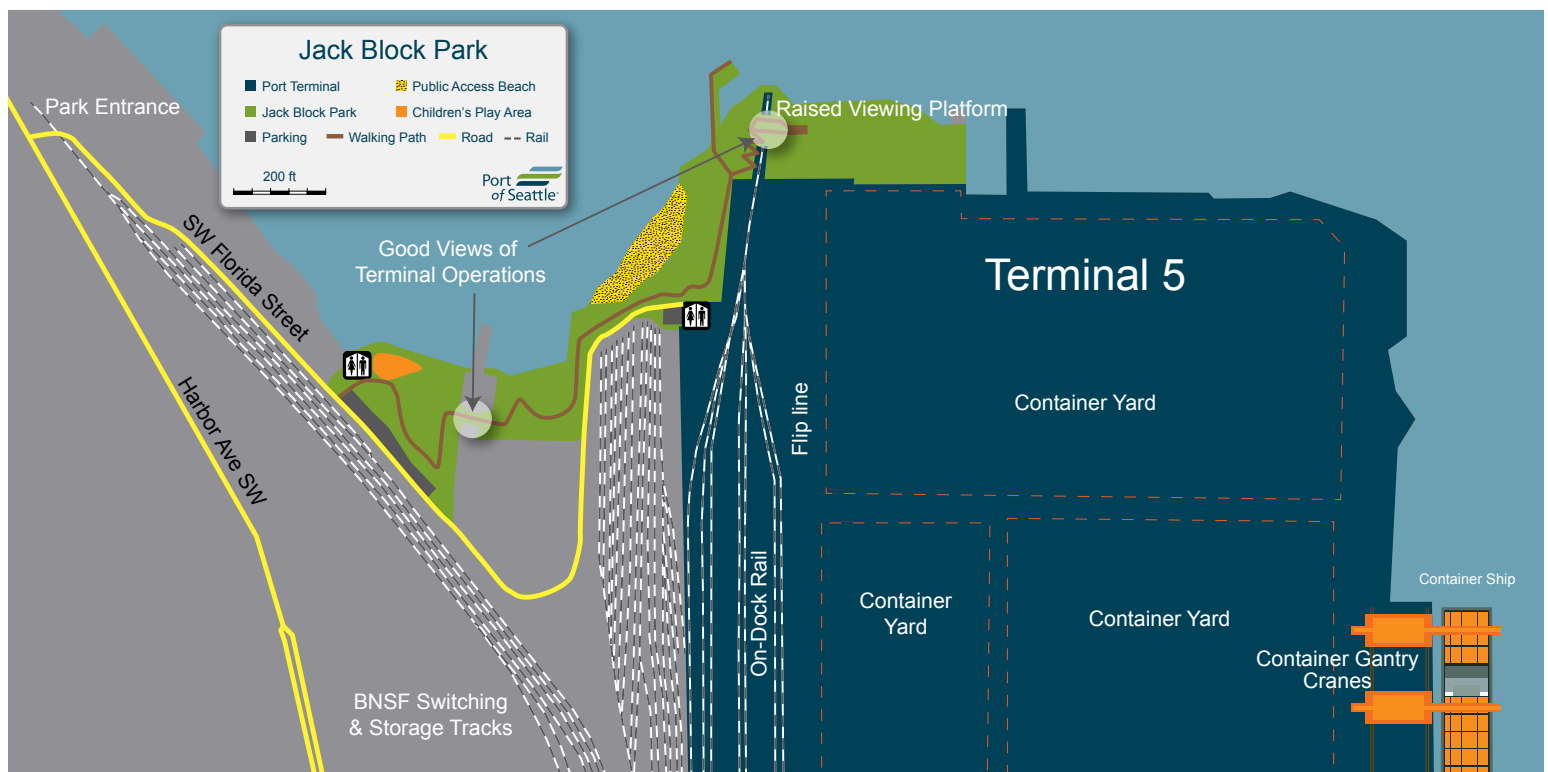 Jack Block Park
Port Terminal
Public Access Beach
Jack Block Park
Children's Play Area
Parking
Walking Path
Road
Rail
200 ft
Port
of Seattle
Park Entrance
Raised Viewing Platform
SW Florida Street
Good Views of
Terminal Operations
Terminal 5
Harbor Ave SW
Flip line
Container Yard
On-Dock Rail
Container
Yard
Container Yard
Container Ship
Container Gantry
Cranes
BNSF Switching
& Storage Tracks